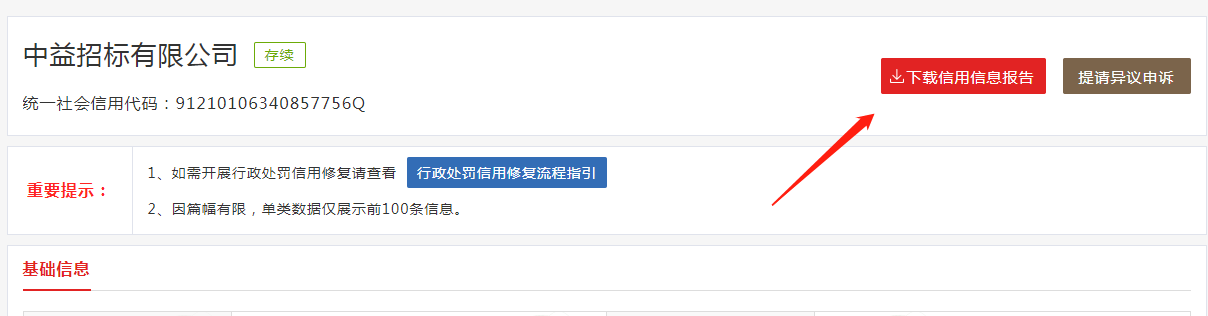 中益招标有限公司 存续
下载信用信息报告 提请异议申诉
统一社会信用代码：91210106340857756Q
重要提示：
1、如需开展行政处罚信用修复请查看 行政处罚信用修复流程指引
2、因篇幅有限，单类数据仅展示前100条信息。
基础信息